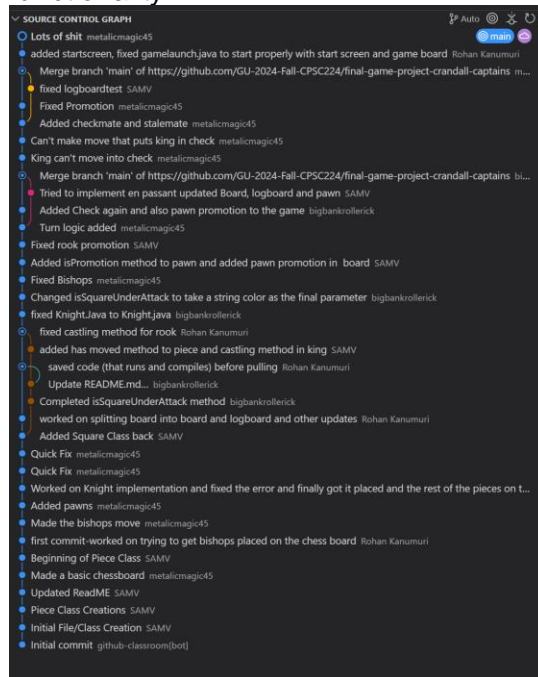 SOURCE CONTROL GRAPH Auto
Lots of shit metalicmagic45 main
added startscreen, fixed gamelaunch.java to start properly with start screen and game board Rohan Kanumuri
Merge branch 'main' of https://github.com/GU-2024-Fall-CPSC224/final-game-project-crandall-captains m...
fixed logboardtest SAMV
Fixed Promotion metalicmagic45
Added checkmate and stalemate metalicmagic45
Can't make move that puts king in check metalicmagic45
King can't move into check metalicmagic45
Merge branch 'main' of https://github.com/GU-2024-Fall-CPSC224/final-game-project-crandall-captains bi...
Tried to implement en passant updated Board, logboard and pawn SAMV
Added Check again and also pawn promotion to the game bigbankrollerick
Turn logic added metalicmagic45
Fixed rook promotion SAMV
Added isPromotion method to pawn and added pawn promotion in board SAMV
Fixed Bishops metalicmagic45
Changed isSquareUnderAttack to take a string color as the final parameter bigbankrollerick
fixed Knight.Java to Knight.java bigbankrollerick
fixed castling method for rook Rohan Kanumuri
added has moved method to piece and castling method in king SAMV
saved code (that runs and compiles) before pulling Rohan Kanumuri
Update README.md... bigbankrollerick
Completed isSquareUnderAttack method bigbankrollerick
worked on splitting board into board and logboard and other updates Rohan Kanumuri
Added Square Class back SAMV
Quick Fix metalicmagic45
Quick Fix metalicmagic45
Worked on Knight implementation and fixed the error and finally got it placed and the rest of the pieces on t...
Added pawns metalicmagic45
Made the bishops move metalicmagic45
first commit-worked on trying to get bishops placed on the chess board Rohan Kanumuri
Beginning of Piece Class SAMV
Made a basic chessboard metalicmagic45
Updated ReadME SAMV
Piece Class Creations SAMV
Initial File/Class Creation SAMV
Initial commit github-classroom[bot]